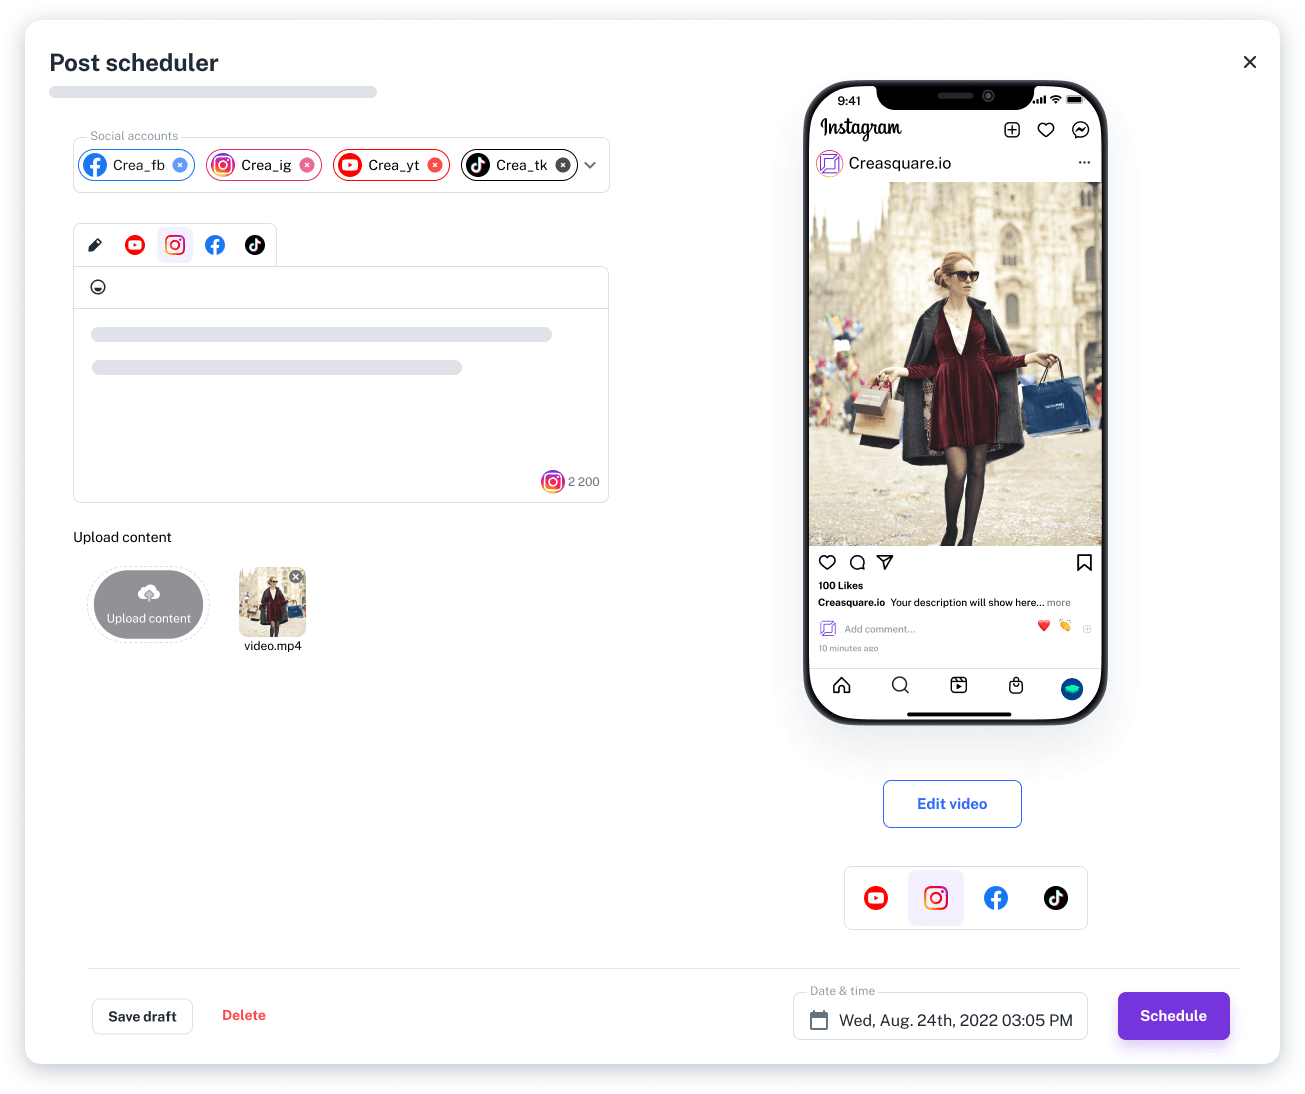 Post scheduler
Social accounts
Crea_fb
Crea_ig
Crea_yt
Crea_tk
2 200
Upload content
Upload content
video.mp4
9:41
Instagram
Creasquare.io
100 Likes
Creasquare.io Your description will show here... more
Add comment...
10 minutes ago
Edit video
Save draft
Delete
Date & time
Wed, Aug. 24th, 2022 03:05 PM
Schedule